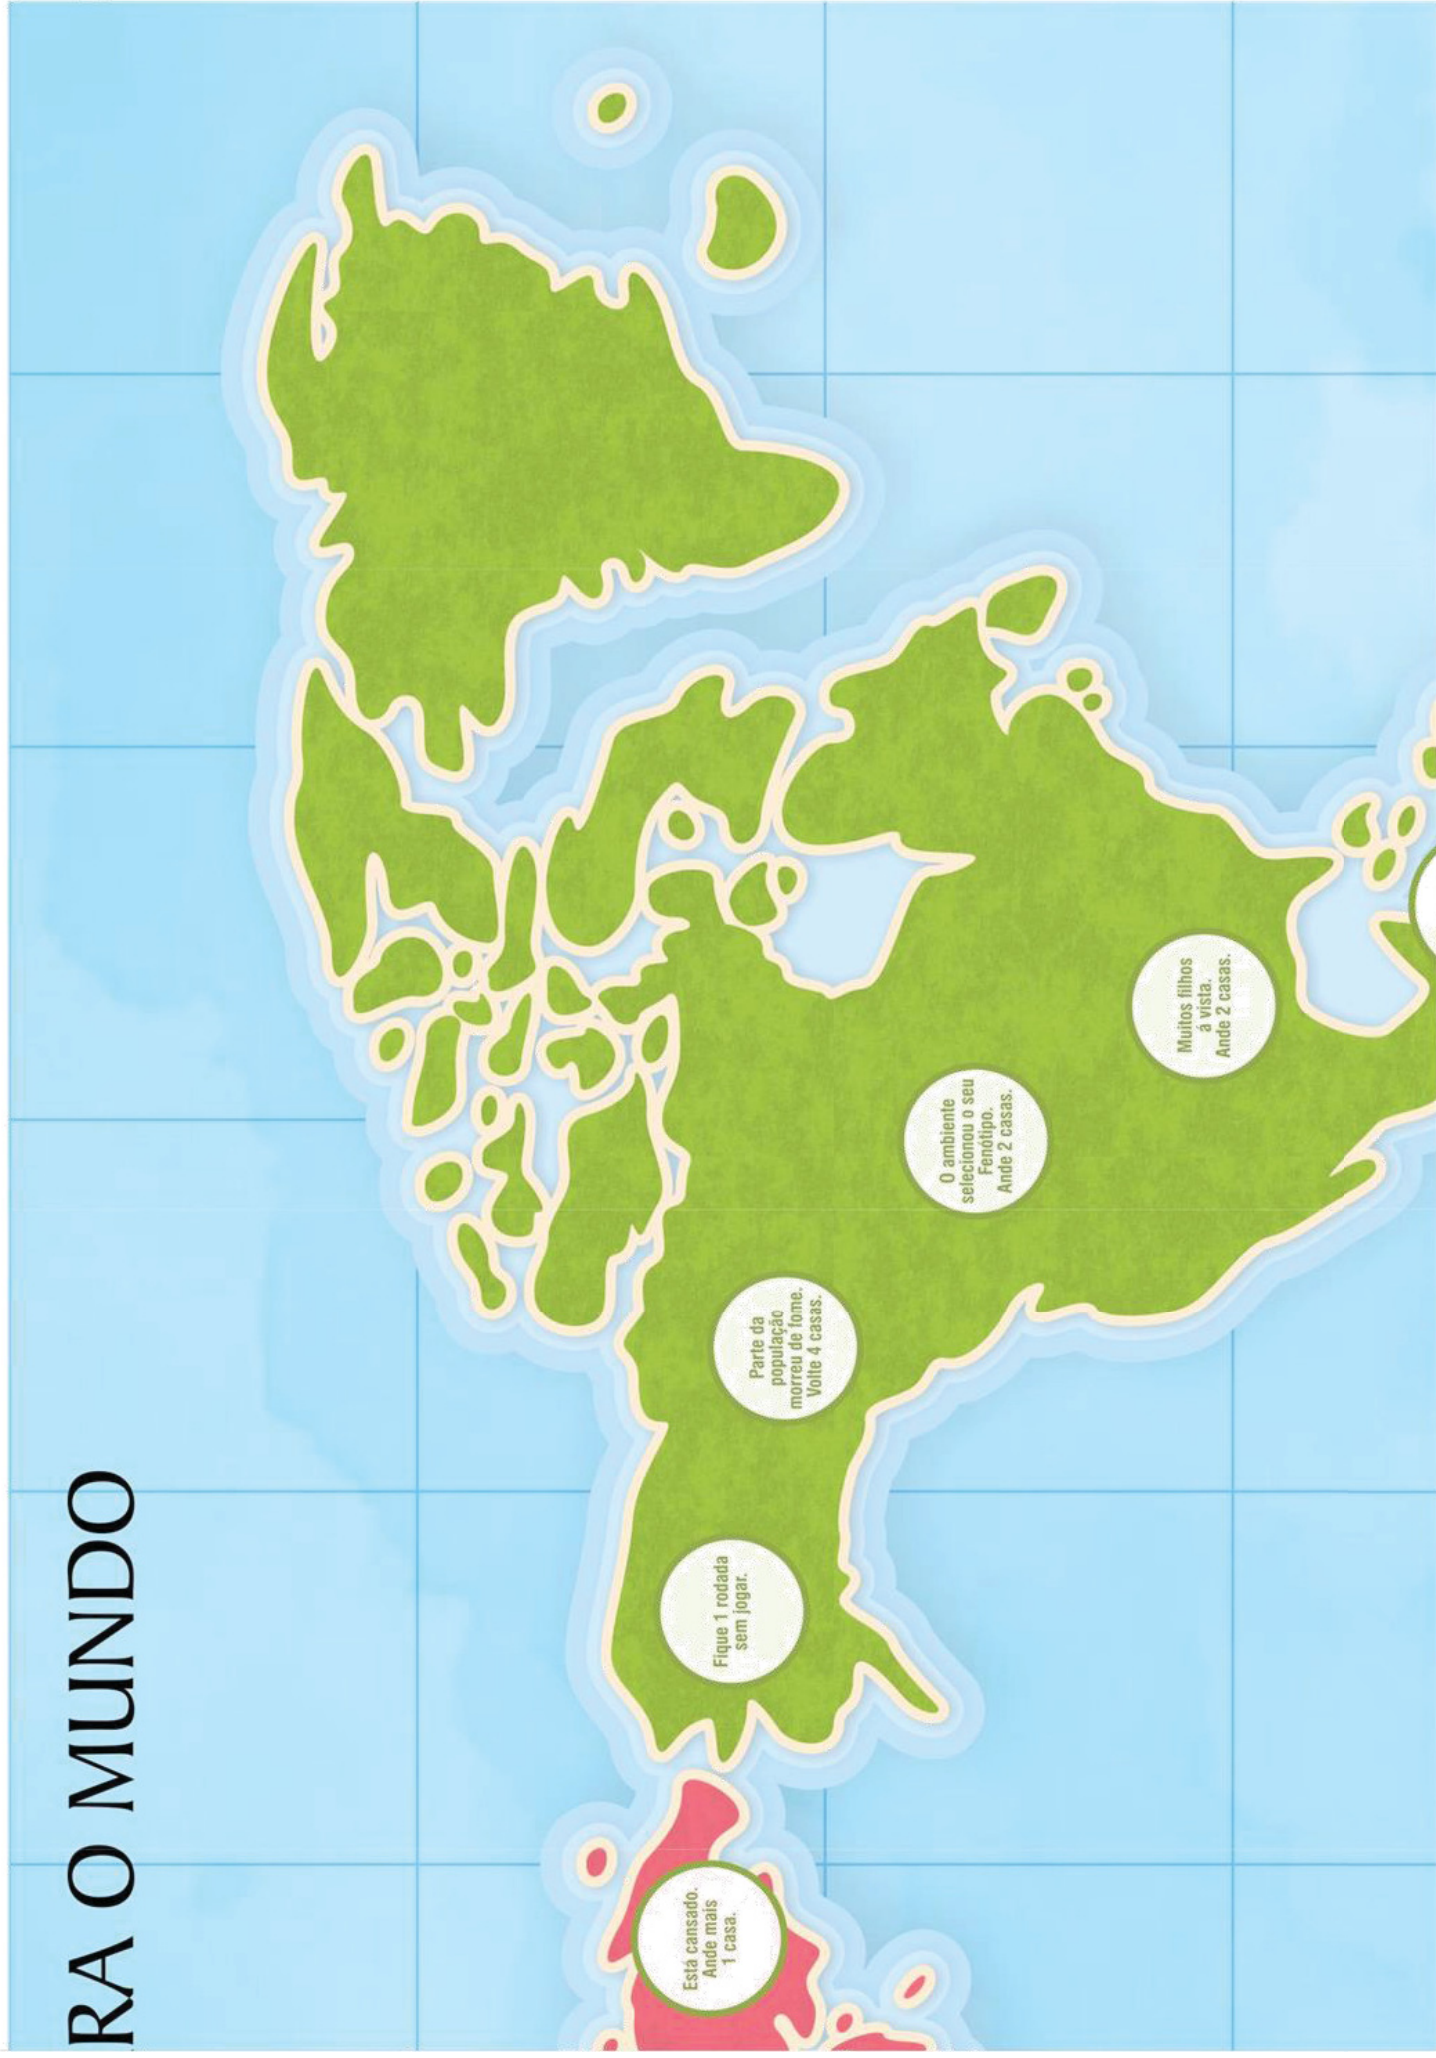 RA O MUNDO
Está cansado.
Ande mais
1 casa.
Fique 1 rodada
sem jogar.
Parte da
população
morreu de fome.
Volte 4 casas.
O ambiente
selecionou o seu
Fenótipo.
Ande 2 casas.
Muitos filhos
á vista.
Ande 2 casas.